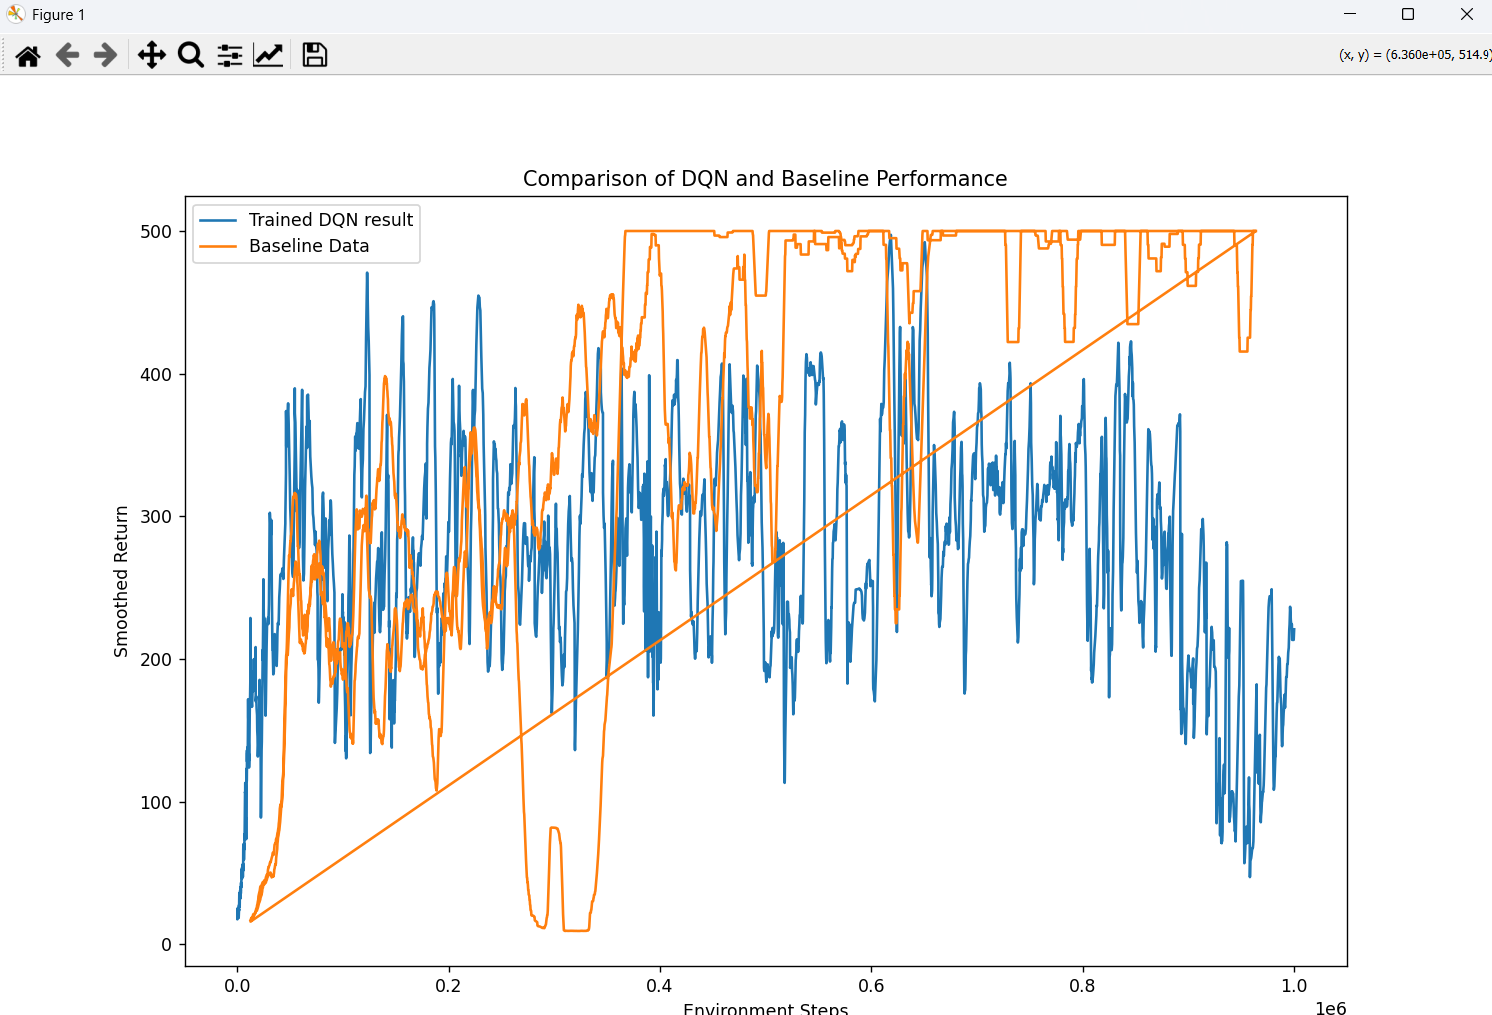 Figure 1
(x, y) = (6.360e+05, 514.9)
Comparison of DQN and Baseline Performance
Trained DQN result
Baseline Data
500
400
300
200
100
0
Smoothed Return
0.0 0.2 0.4 0.6 0.8 1.0
Environment Steps
1e6